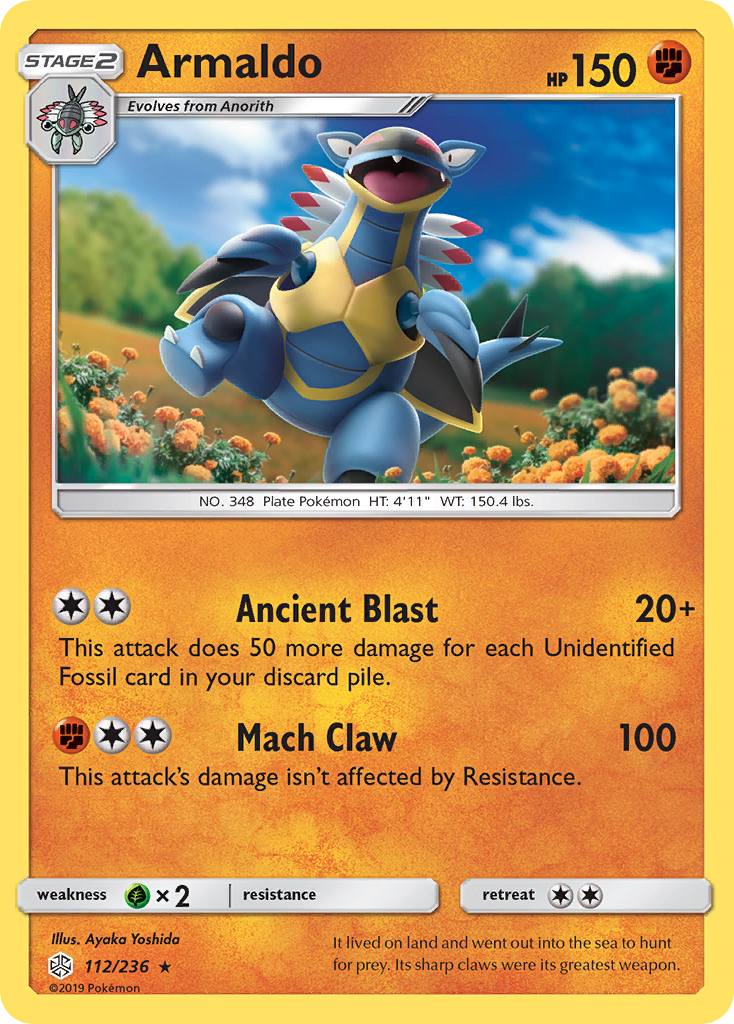 STAGE2
Armaldo
HP 150
Evolves from Anorith
NO. 348 Plate Pokémon HT: 4'11" WT: 150.4 lbs.
Ancient Blast 20+
This attack does 50 more damage for each Unidentified
Fossil card in your discard pile.
Mach Claw 100
This attack's damage isn't affected by Resistance.
weakness ×2 resistance retreat
Illus. Ayaka Yoshida
112/236
©2019 Pokémon
It lived on land and went out into the sea to hunt
for prey. Its sharp claws were its greatest weapon.